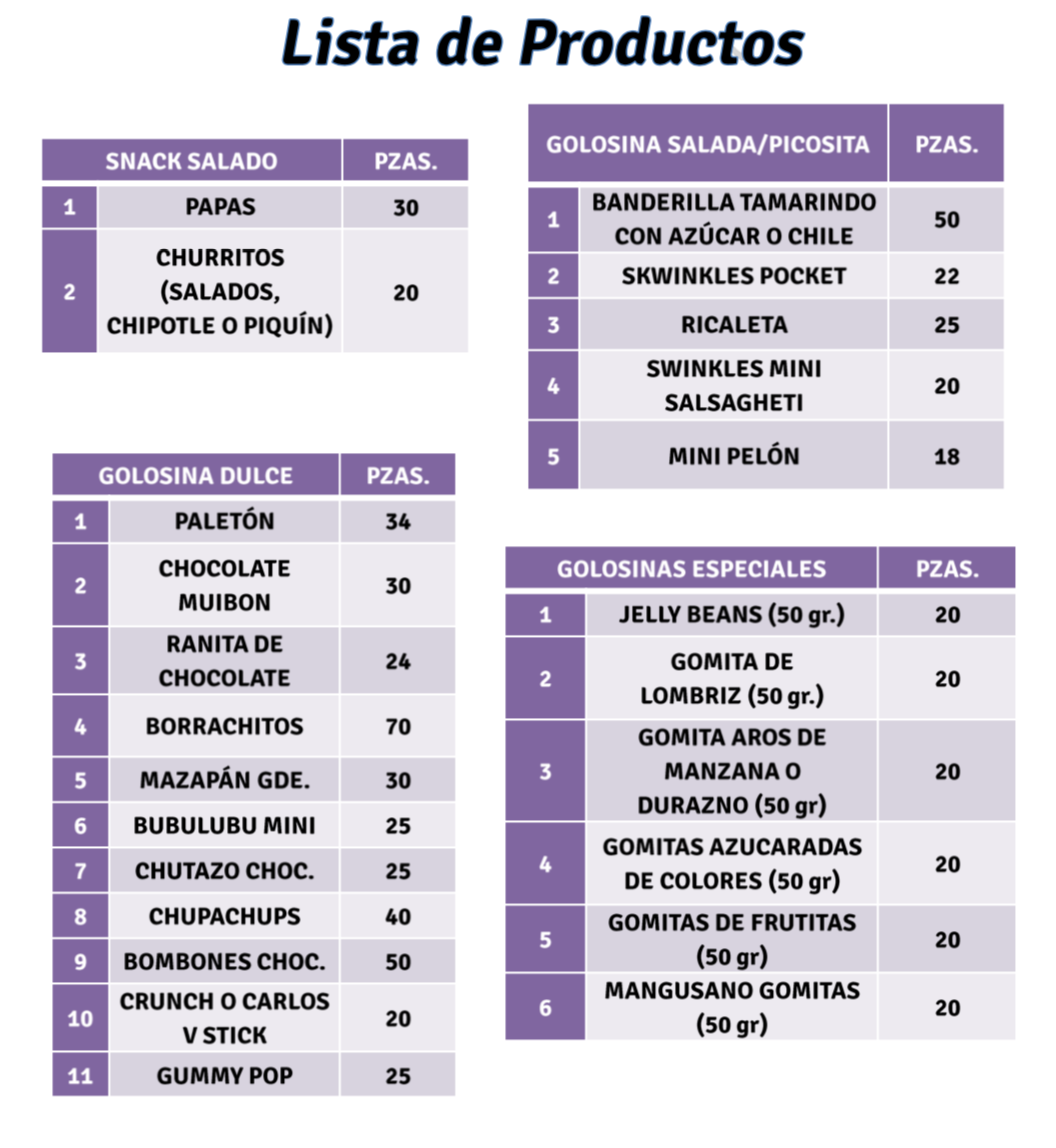 Lista de Productos
SNACK SALADO PZAS.
1 PAPAS 30
CHURRITOS
2 (SALADOS, 20
CHIPOTLE O PIQUÍN)
GOLOSINA SALADA/PICOSITA PZAS.
1 BANDERILLA TAMARINDO 50
CON AZÚCAR O CHILE
2 SKWINKLES POCKET 22
3 RICALETA 25
4 SWINKLES MINI 20
SALSAGHETI
5 MINI PELÓN 18
GOLOSINA DULCE PZAS.
1 PALETÓN 34
2 CHOCOLATE 30
MUIBON
3 RANITA DE 24
CHOCOLATE
4 BORRACHITOS 70
5 MAZAPÁN GDE. 30
6 BUBULUBU MINI 25
7 CHUTAZO CHOC. 25
8 CHUPACHUPS 40
9 BOMBONES CHOC. 50
10 CRUNCH O CARLOS 20
V STICK
11 GUMMY POP 25
GOLOSINAS ESPECIALES PZAS.
1 JELLY BEANS (50 gr.) 20
2 GOMITA DE 20
LOMBRIZ (50 gr.)
GOMITA AROS DE
3 MANZANA O 20
DURAZNO (50 gr)
4 GOMITAS AZUCARADAS 20
DE COLORES (50 gr)
5 GOMITAS DE FRUTITAS 20
(50 gr)
6 MANGUSANO GOMITAS 20
(50 gr)